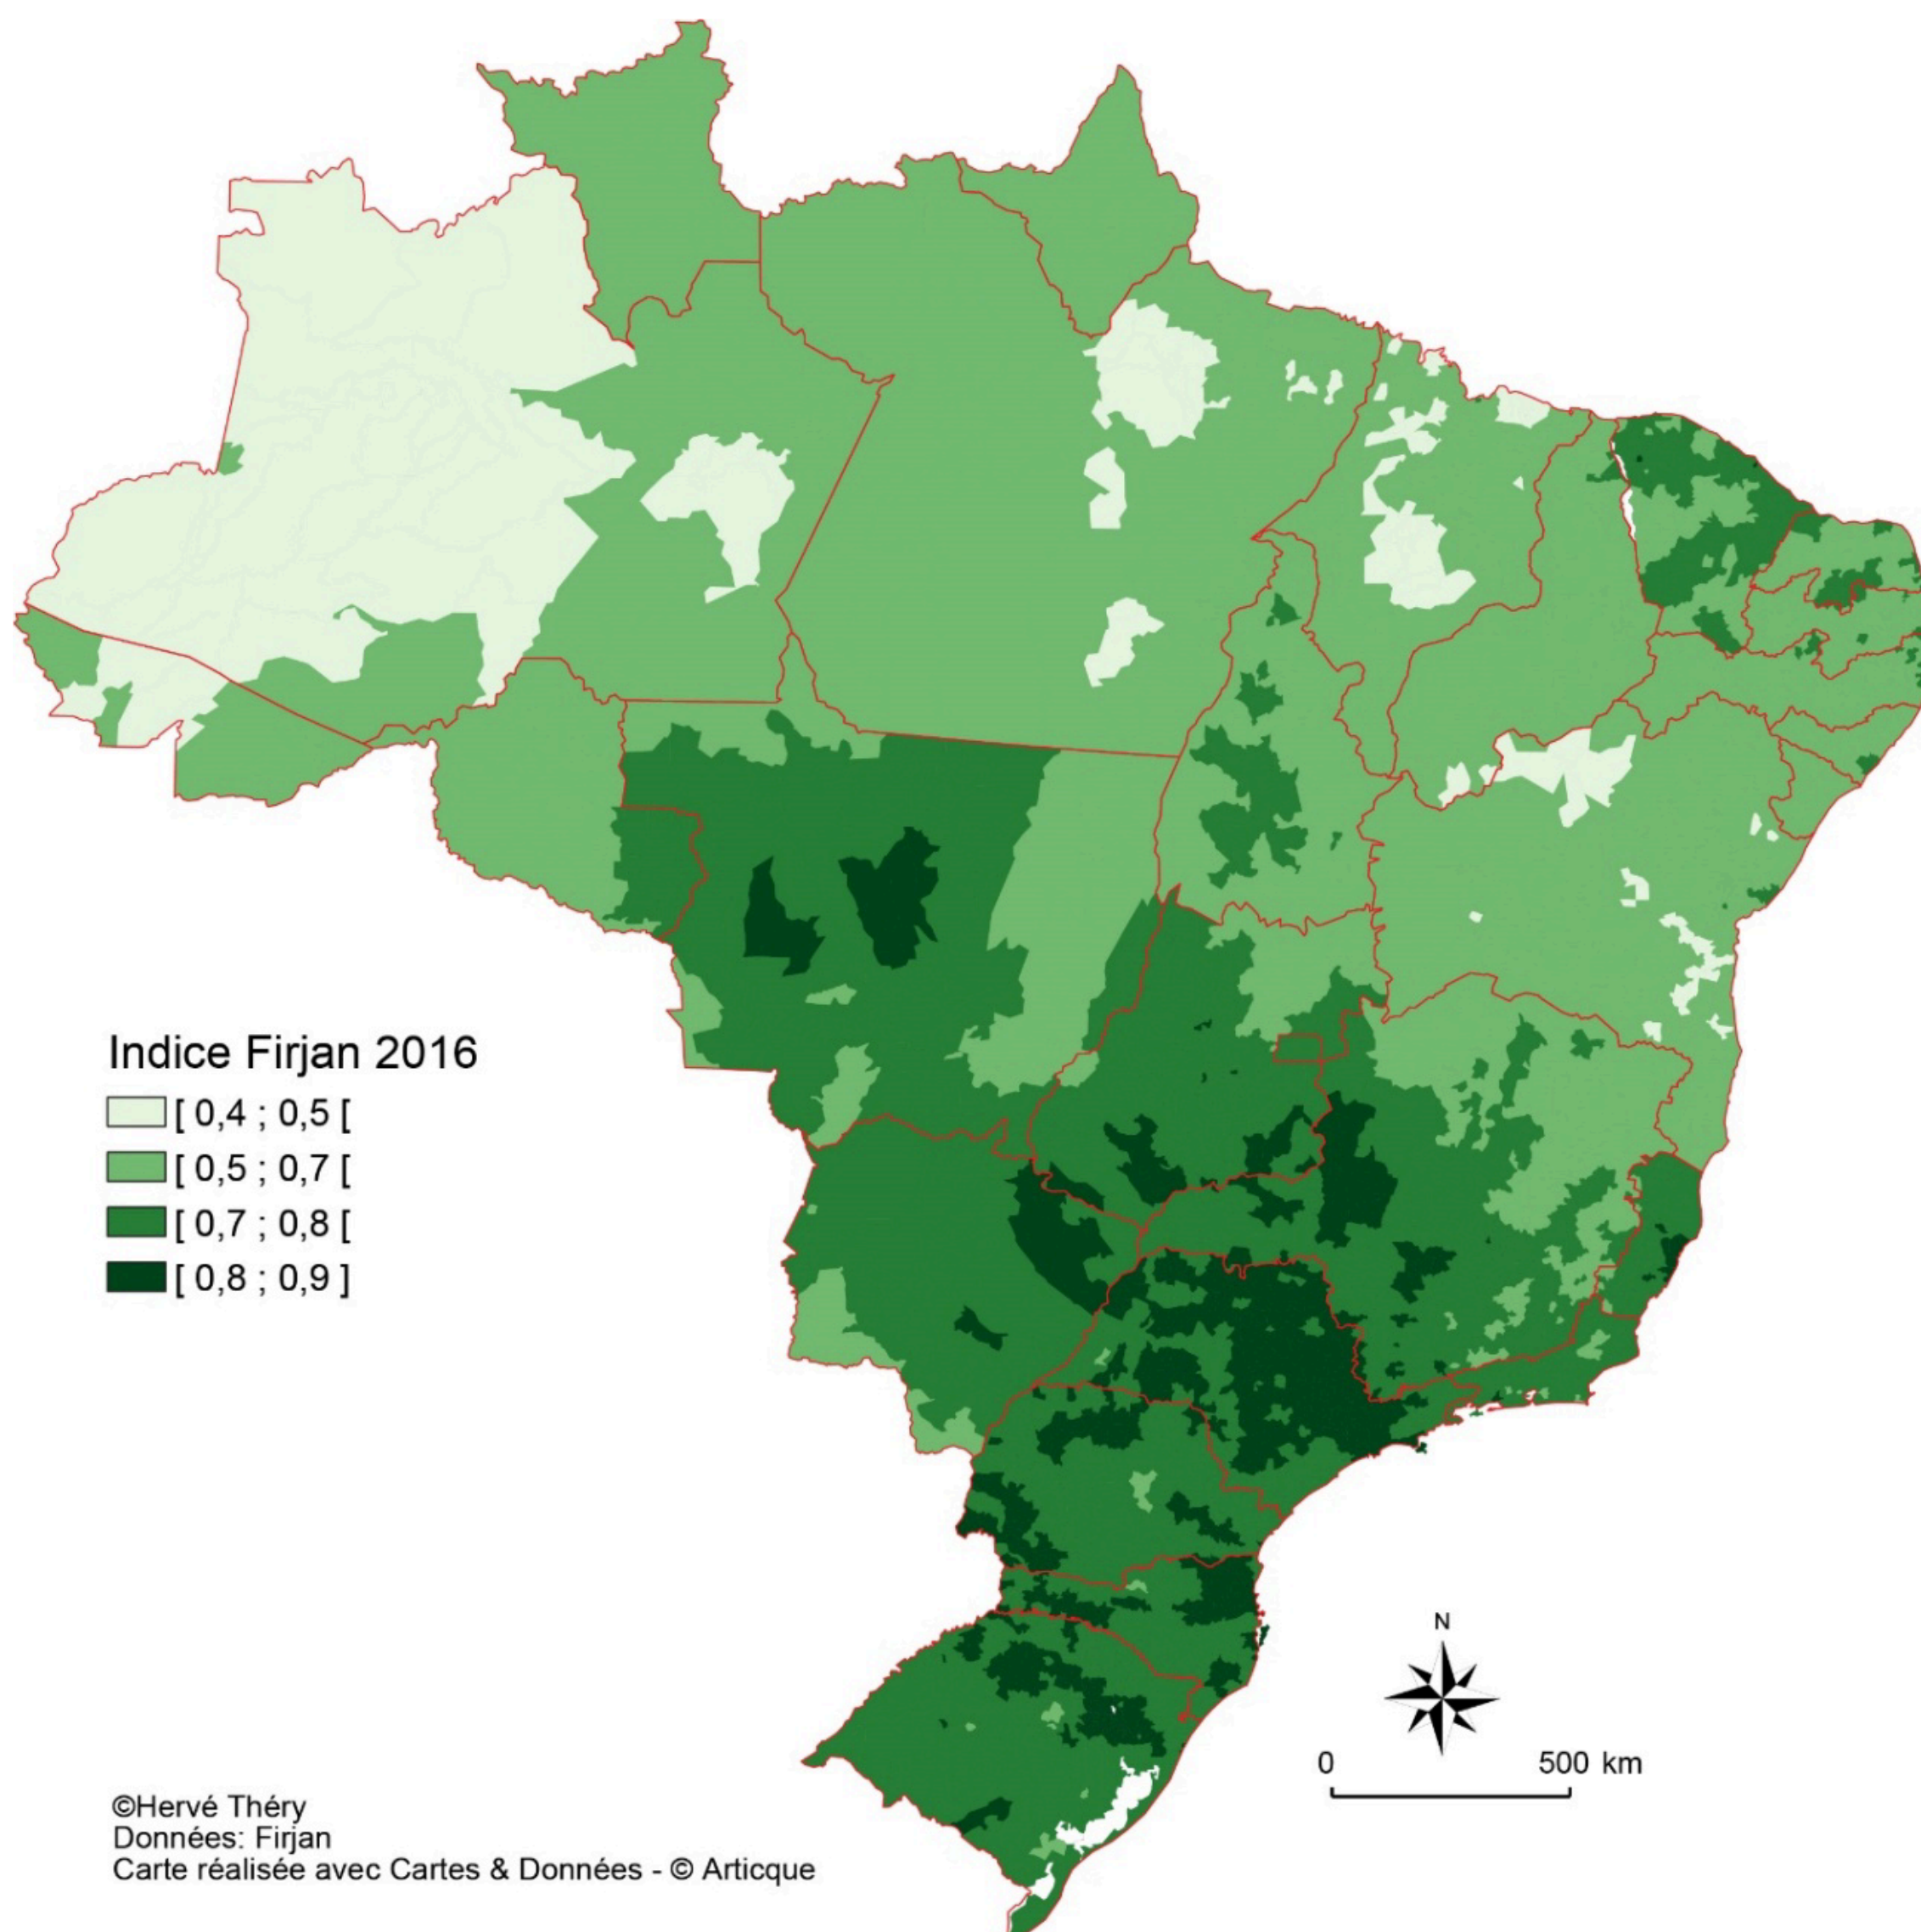 Indice Firjan 2016
[ 0,4 ; 0,5 [
[ 0,5 ; 0,7 [
[ 0,7 ; 0,8 [
[ 0,8 ; 0,9 ]
N
0 500 km
©Hervé Théry
Données: Firjan
Carte réalisée avec Cartes & Données - © Articque